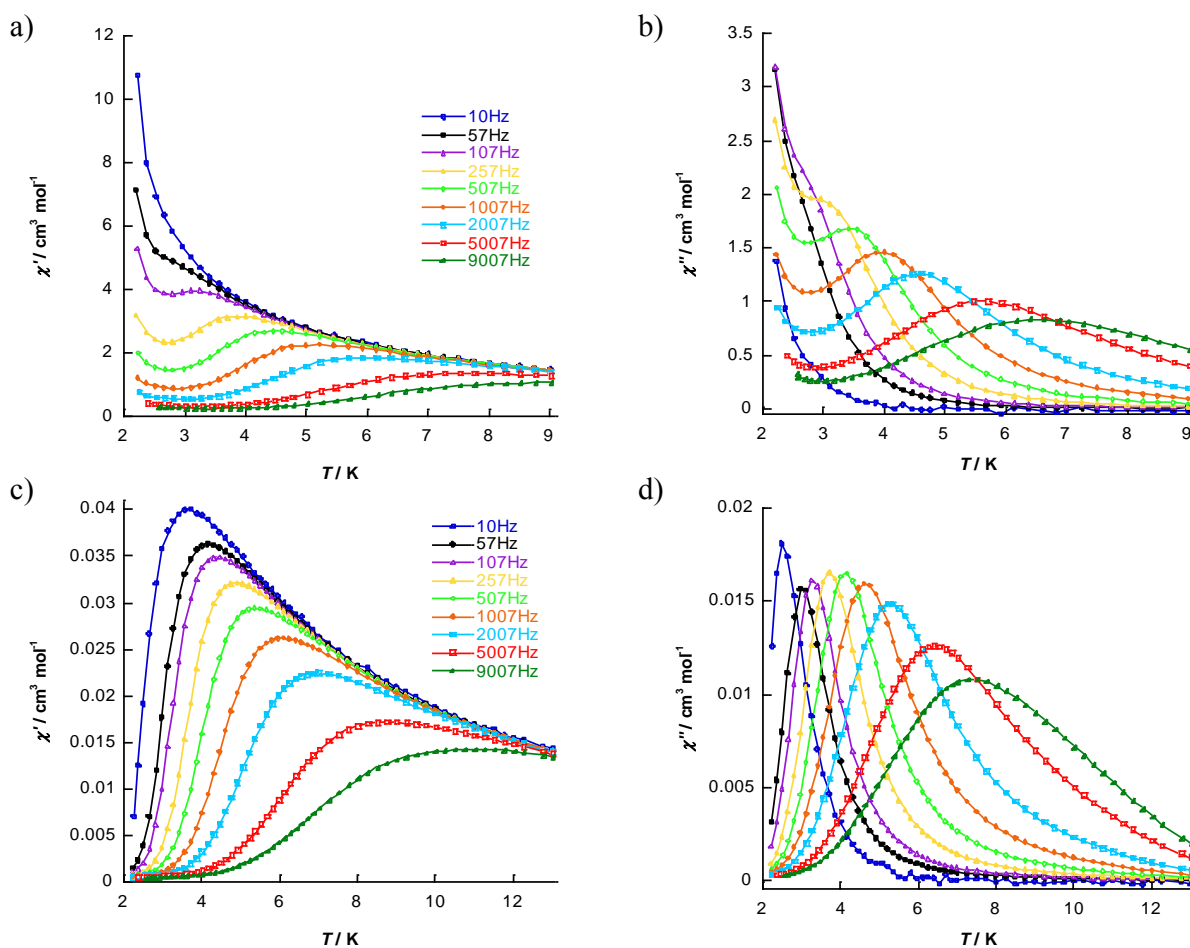 a)
12
10
8
6
4
2
0
2 3 4 5 6 7 8 9
χ' / cm³ mol⁻¹
T / K
10Hz
57Hz
107Hz
257Hz
507Hz
1007Hz
2007Hz
5007Hz
9007Hz
b)
3.5
3
2.5
2
1.5
1
0.5
0
2 3 4 5 6 7 8 9
χ'' / cm³ mol⁻¹
T / K
c)
0.04
0.035
0.03
0.025
0.02
0.015
0.01
0.005
0
2 4 6 8 10 12
χ' / cm³ mol⁻¹
T / K
10Hz
57Hz
107Hz
257Hz
507Hz
1007Hz
2007Hz
5007Hz
9007Hz
d)
0.02
0.015
0.01
0.005
0
2 4 6 8 10 12
χ'' / cm³ mol⁻¹
T / K